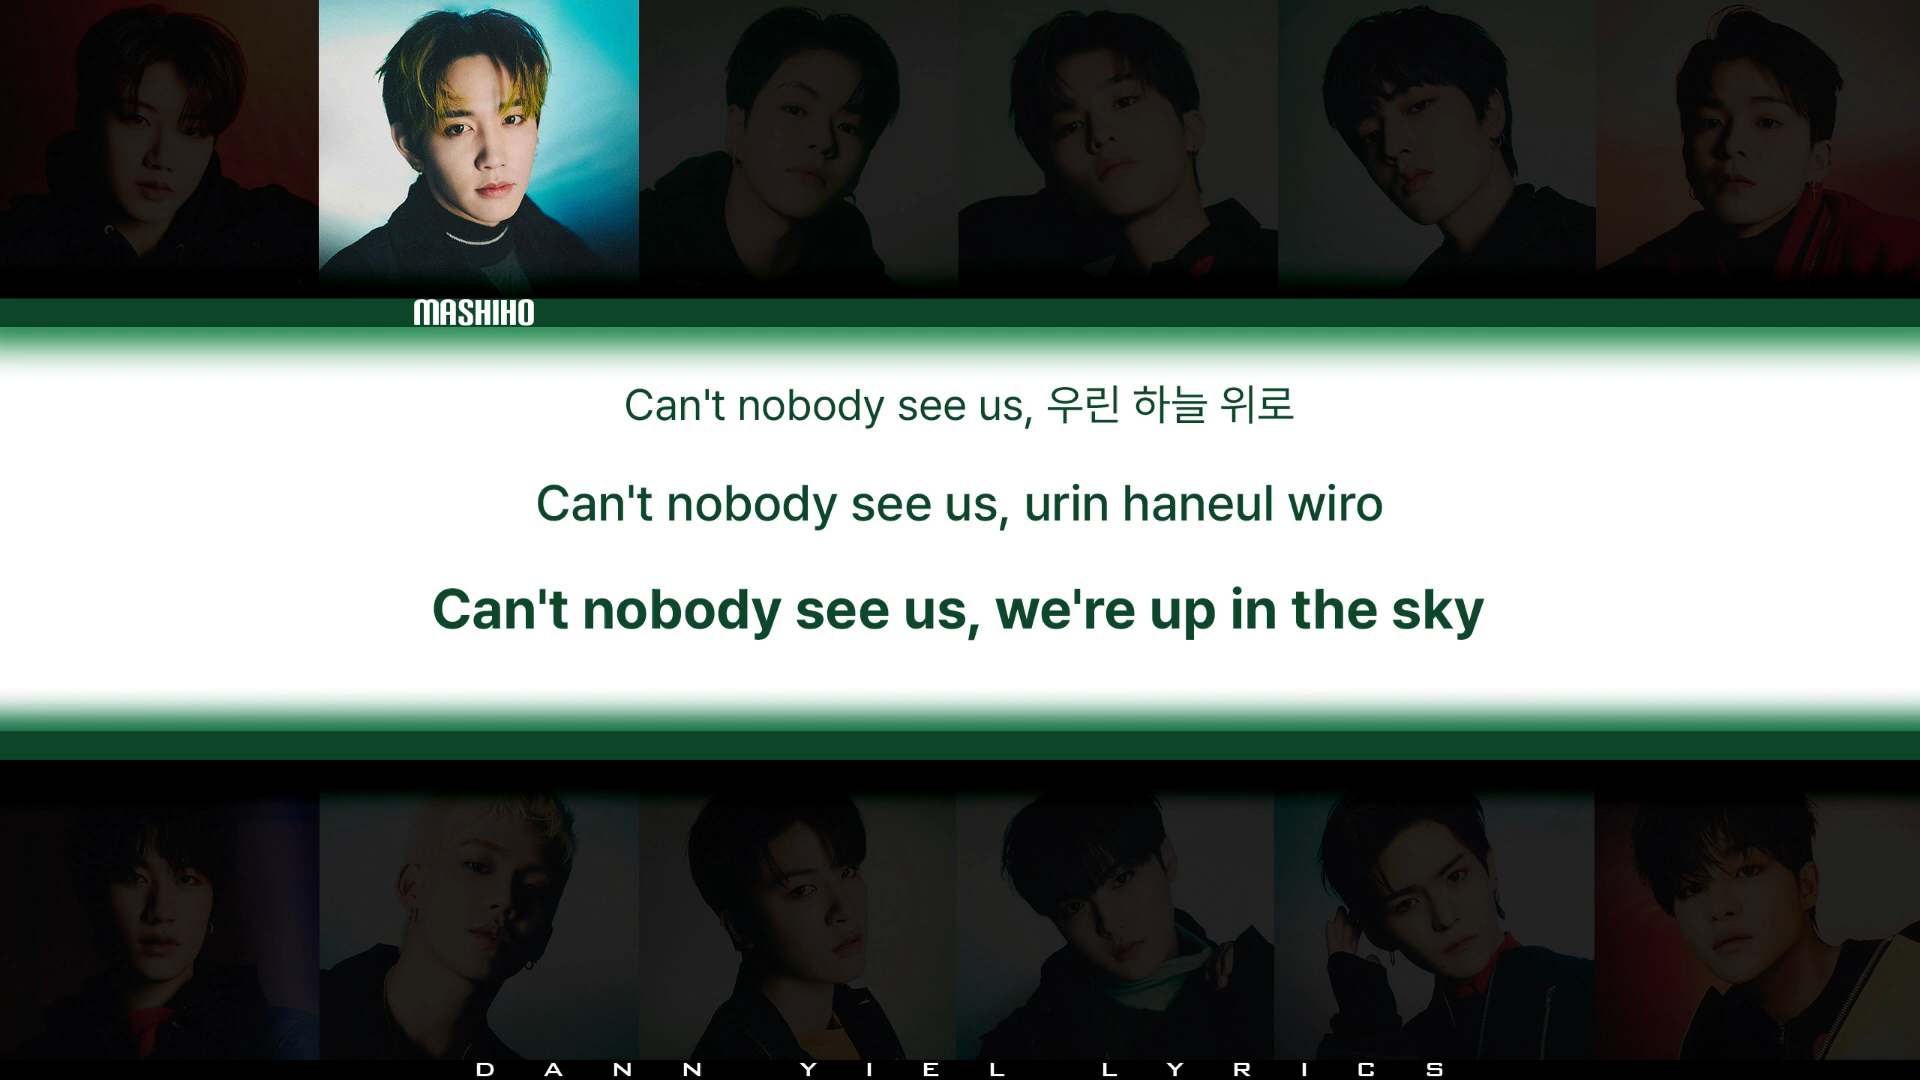 MASHIHO
Can't nobody see us, 우린 하늘 위로
Can't nobody see us, urin haneul wiro
Can't nobody see us, we're up in the sky
DANN YIEL LYRICS